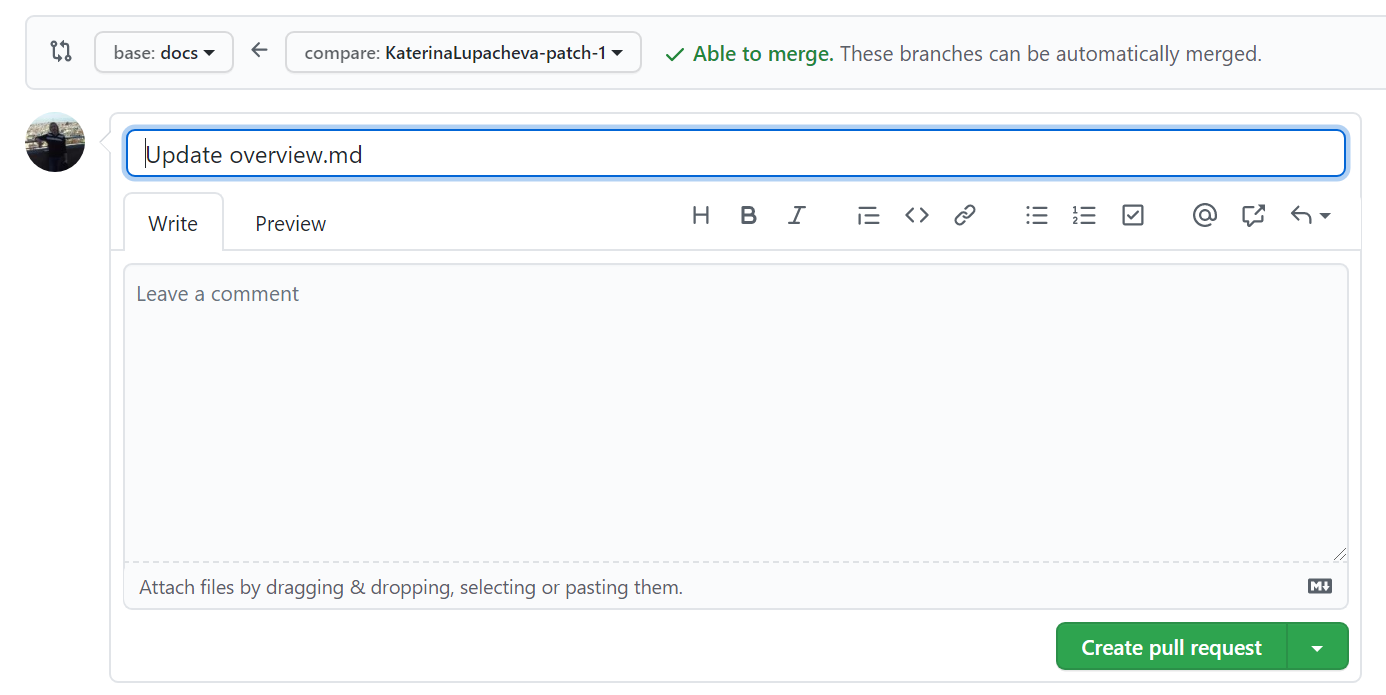 base: docs compare: KaterinaLupacheva-patch-1 Able to merge. These branches can be automatically merged.
Update overview.md
Write Preview H B I @
Leave a comment
Attach files by dragging & dropping, selecting or pasting them. M
Create pull request